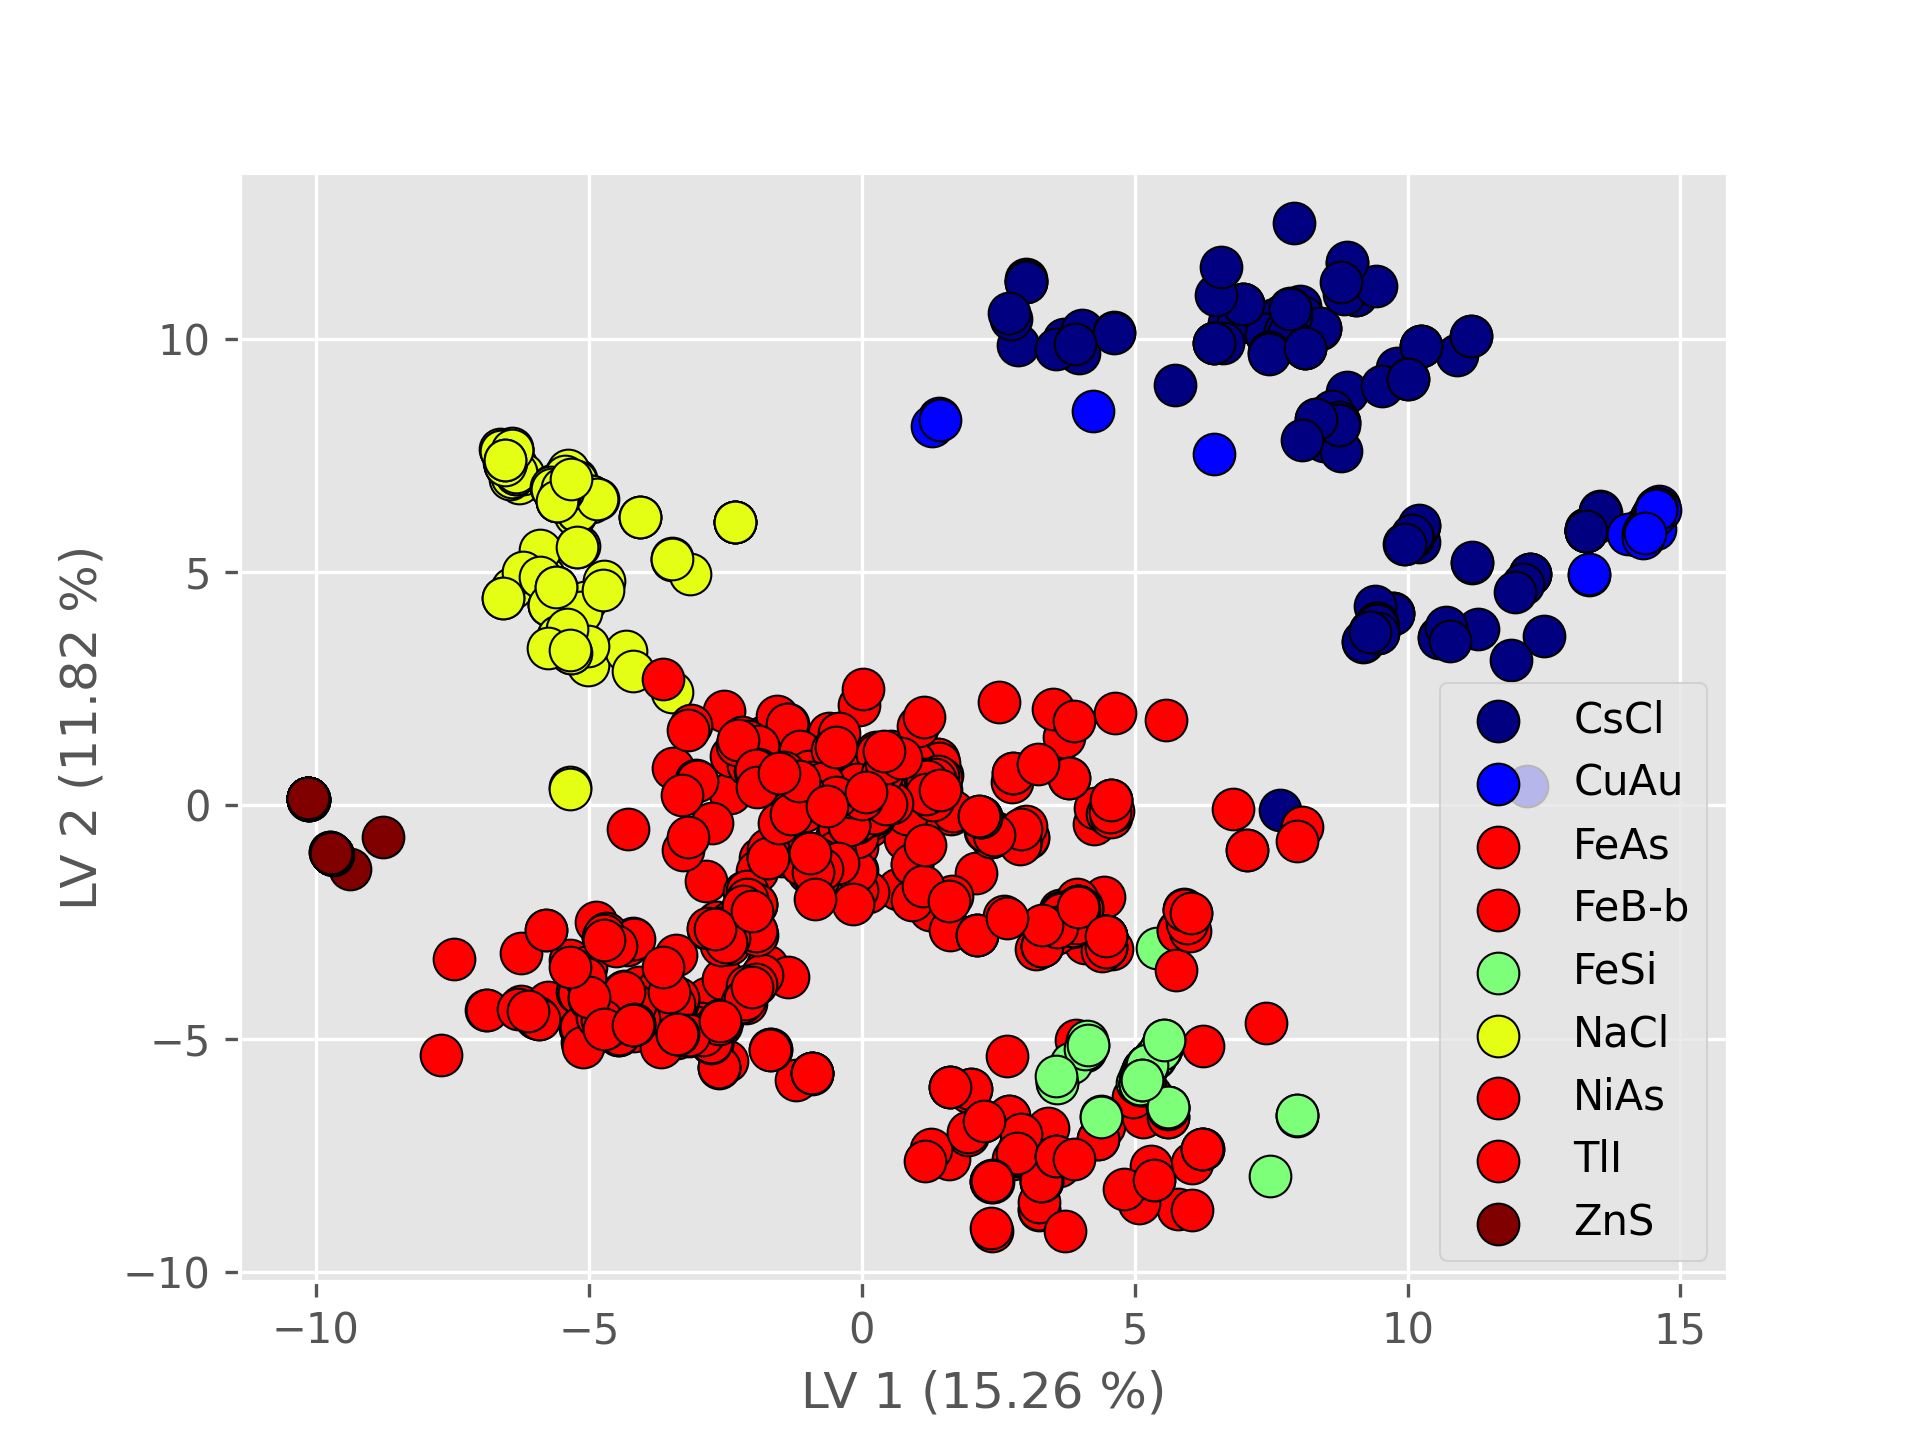 10
5
0
−5
−10
LV 2 (11.82 %)
CsCl
CuAu
FeAs
FeB-b
FeSi
NaCl
NiAs
TlI
ZnS
−10
−5
0
5
10
15
LV 1 (15.26 %)